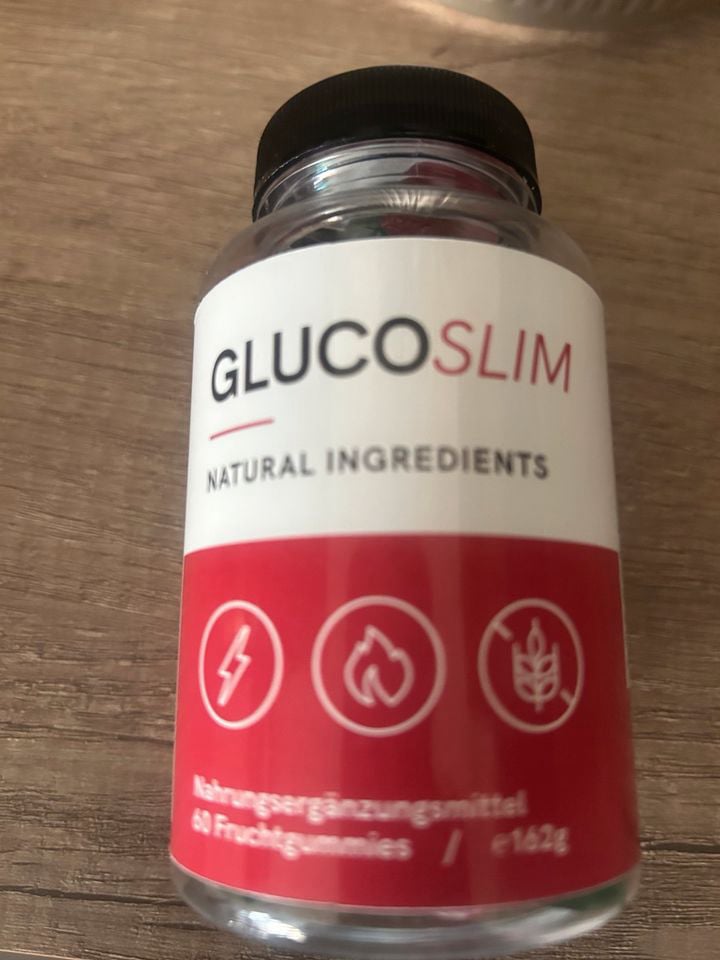 GLUCOSLIM
NATURAL INGREDIENTS
Nahrungsergänzungsmittel
60 Fruchtgummies / e162g